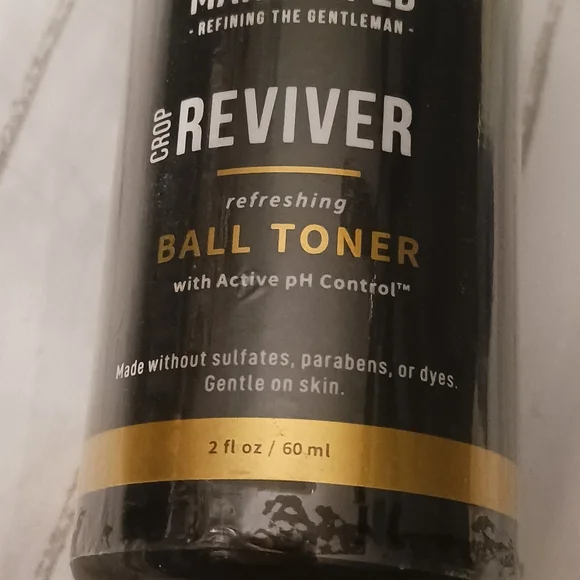 - REFINING THE GENTLEMAN -
CROP REVIVER
refreshing
BALL TONER
with Active pH Control™
Made without sulfates, parabens, or dyes.
Gentle on skin.
2 fl oz / 60 ml